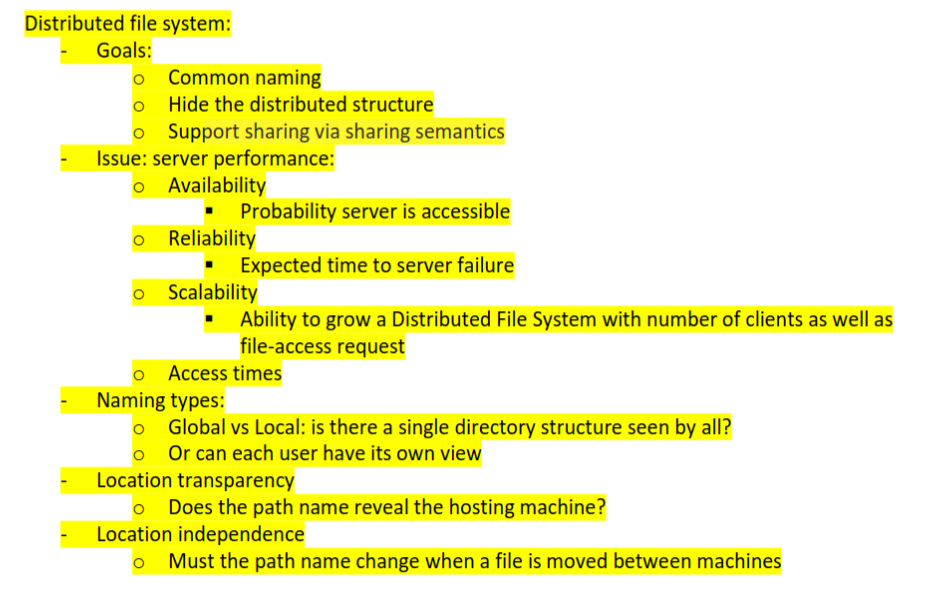 Distributed file system:
- Goals:
o Common naming
o Hide the distributed structure
o Support sharing via sharing semantics
- Issue: server performance:
o Availability
▪ Probability server is accessible
o Reliability
▪ Expected time to server failure
o Scalability
▪ Ability to grow a Distributed File System with number of clients as well as
file-access request
o Access times
- Naming types:
o Global vs Local: is there a single directory structure seen by all?
o Or can each user have its own view
- Location transparency
o Does the path name reveal the hosting machine?
- Location independence
o Must the path name change when a file is moved between machines